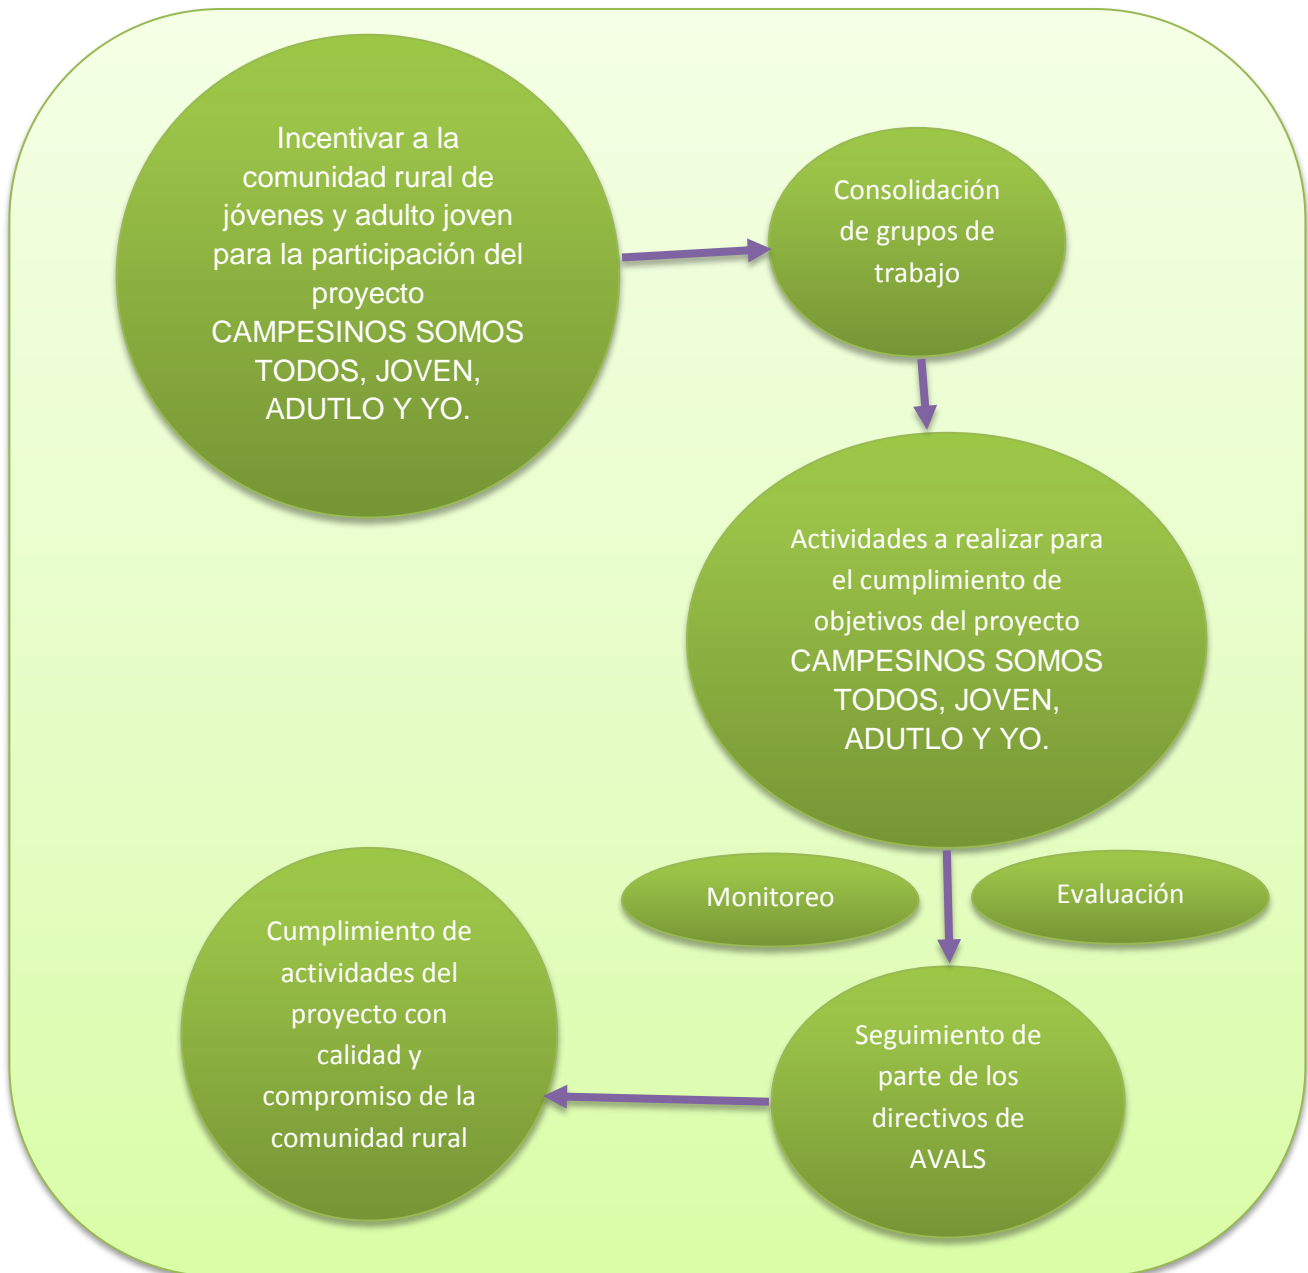 Incentivar a la
comunidad rural de
jóvenes y adulto joven
para la participación del
proyecto
CAMPESINOS SOMOS
TODOS, JOVEN,
ADUTLO Y YO.
Consolidación
de grupos de
trabajo
Actividades a realizar para
el cumplimiento de
objetivos del proyecto
CAMPESINOS SOMOS
TODOS, JOVEN,
ADUTLO Y YO.
Monitoreo
Evaluación
Seguimiento de
parte de los
directivos de
AVALS
Cumplimiento de
actividades del
proyecto con
calidad y
compromiso de la
comunidad rural